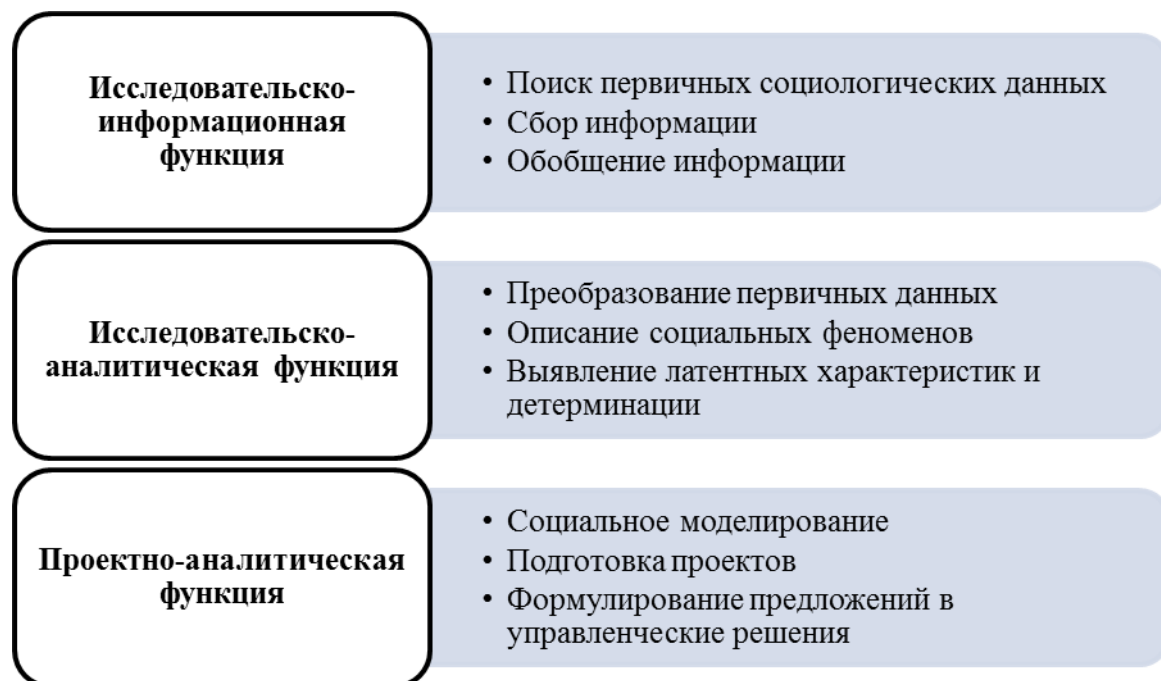 Исследовательско-
информационная
функция
• Поиск первичных социологических данных
• Сбор информации
• Обобщение информации
Исследовательско-
аналитическая функция
• Преобразование первичных данных
• Описание социальных феноменов
• Выявление латентных характеристик и
детерминации
Проектно-аналитическая
функция
• Социальное моделирование
• Подготовка проектов
• Формулирование предложений в
управленческие решения